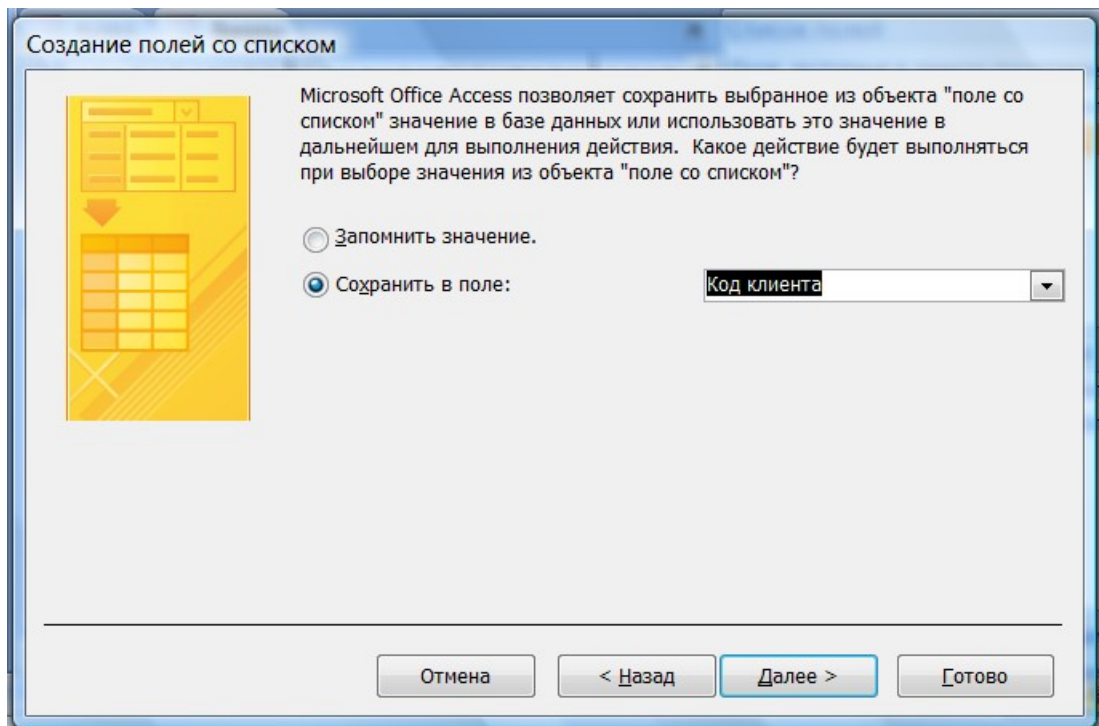 Создание полей со списком
Microsoft Office Access позволяет сохранить выбранное из объекта "поле со
списком" значение в базе данных или использовать это значение в
дальнейшем для выполнения действия. Какое действие будет выполняться
при выборе значения из объекта "поле со списком"?
Запомнить значение.
Сохранить в поле: Код клиента
Отмена < Назад Далее > Готово